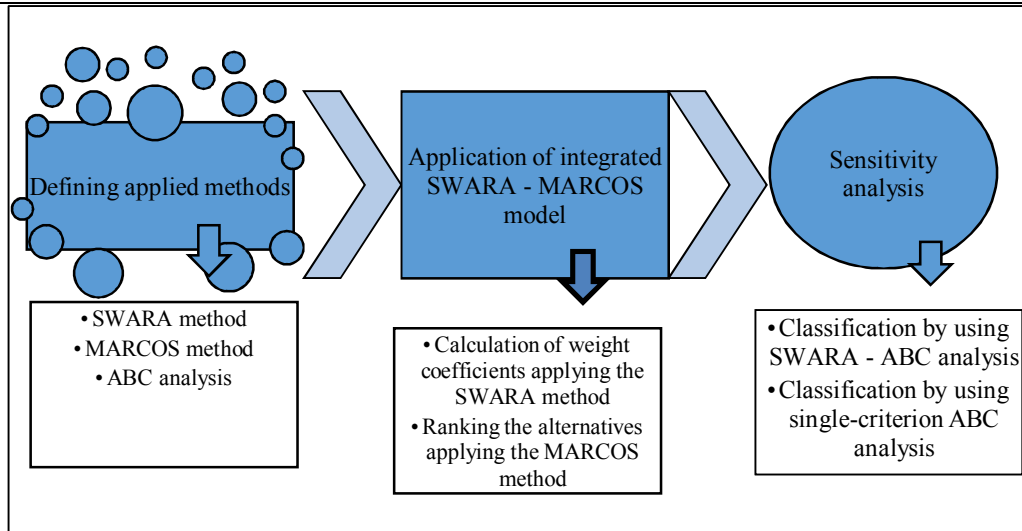 Defining applied methods
• SWARA method
• MARCOS method
• ABC analysis
Application of integrated
SWARA - MARCOS
model
• Calculation of weight
coefficients applying the
SWARA method
• Ranking the alternatives
applying the MARCOS
method
Sensitivity
analysis
• Classification by using
SWARA - ABC analysis
• Classification by using
single-criterion ABC
analysis